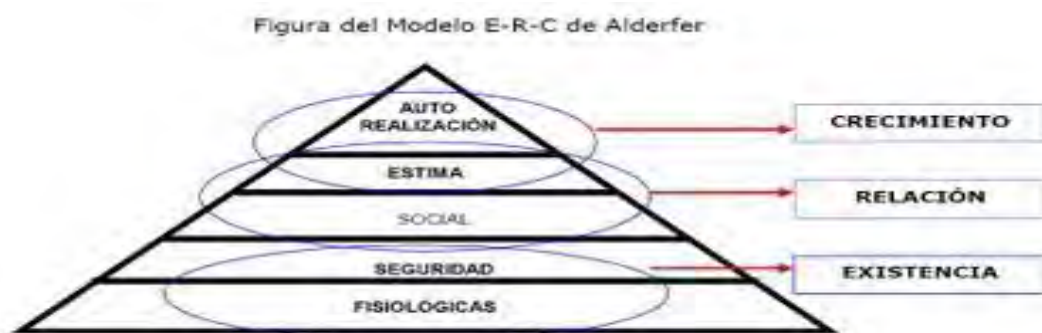 Figura del Modelo E-R-C de Alderfer
AUTO
REALIZACIÓN
CRECIMIENTO
ESTIMA
RELACIÓN
SOCIAL
SEGURIDAD
EXISTENCIA
FISIOLOGICAS